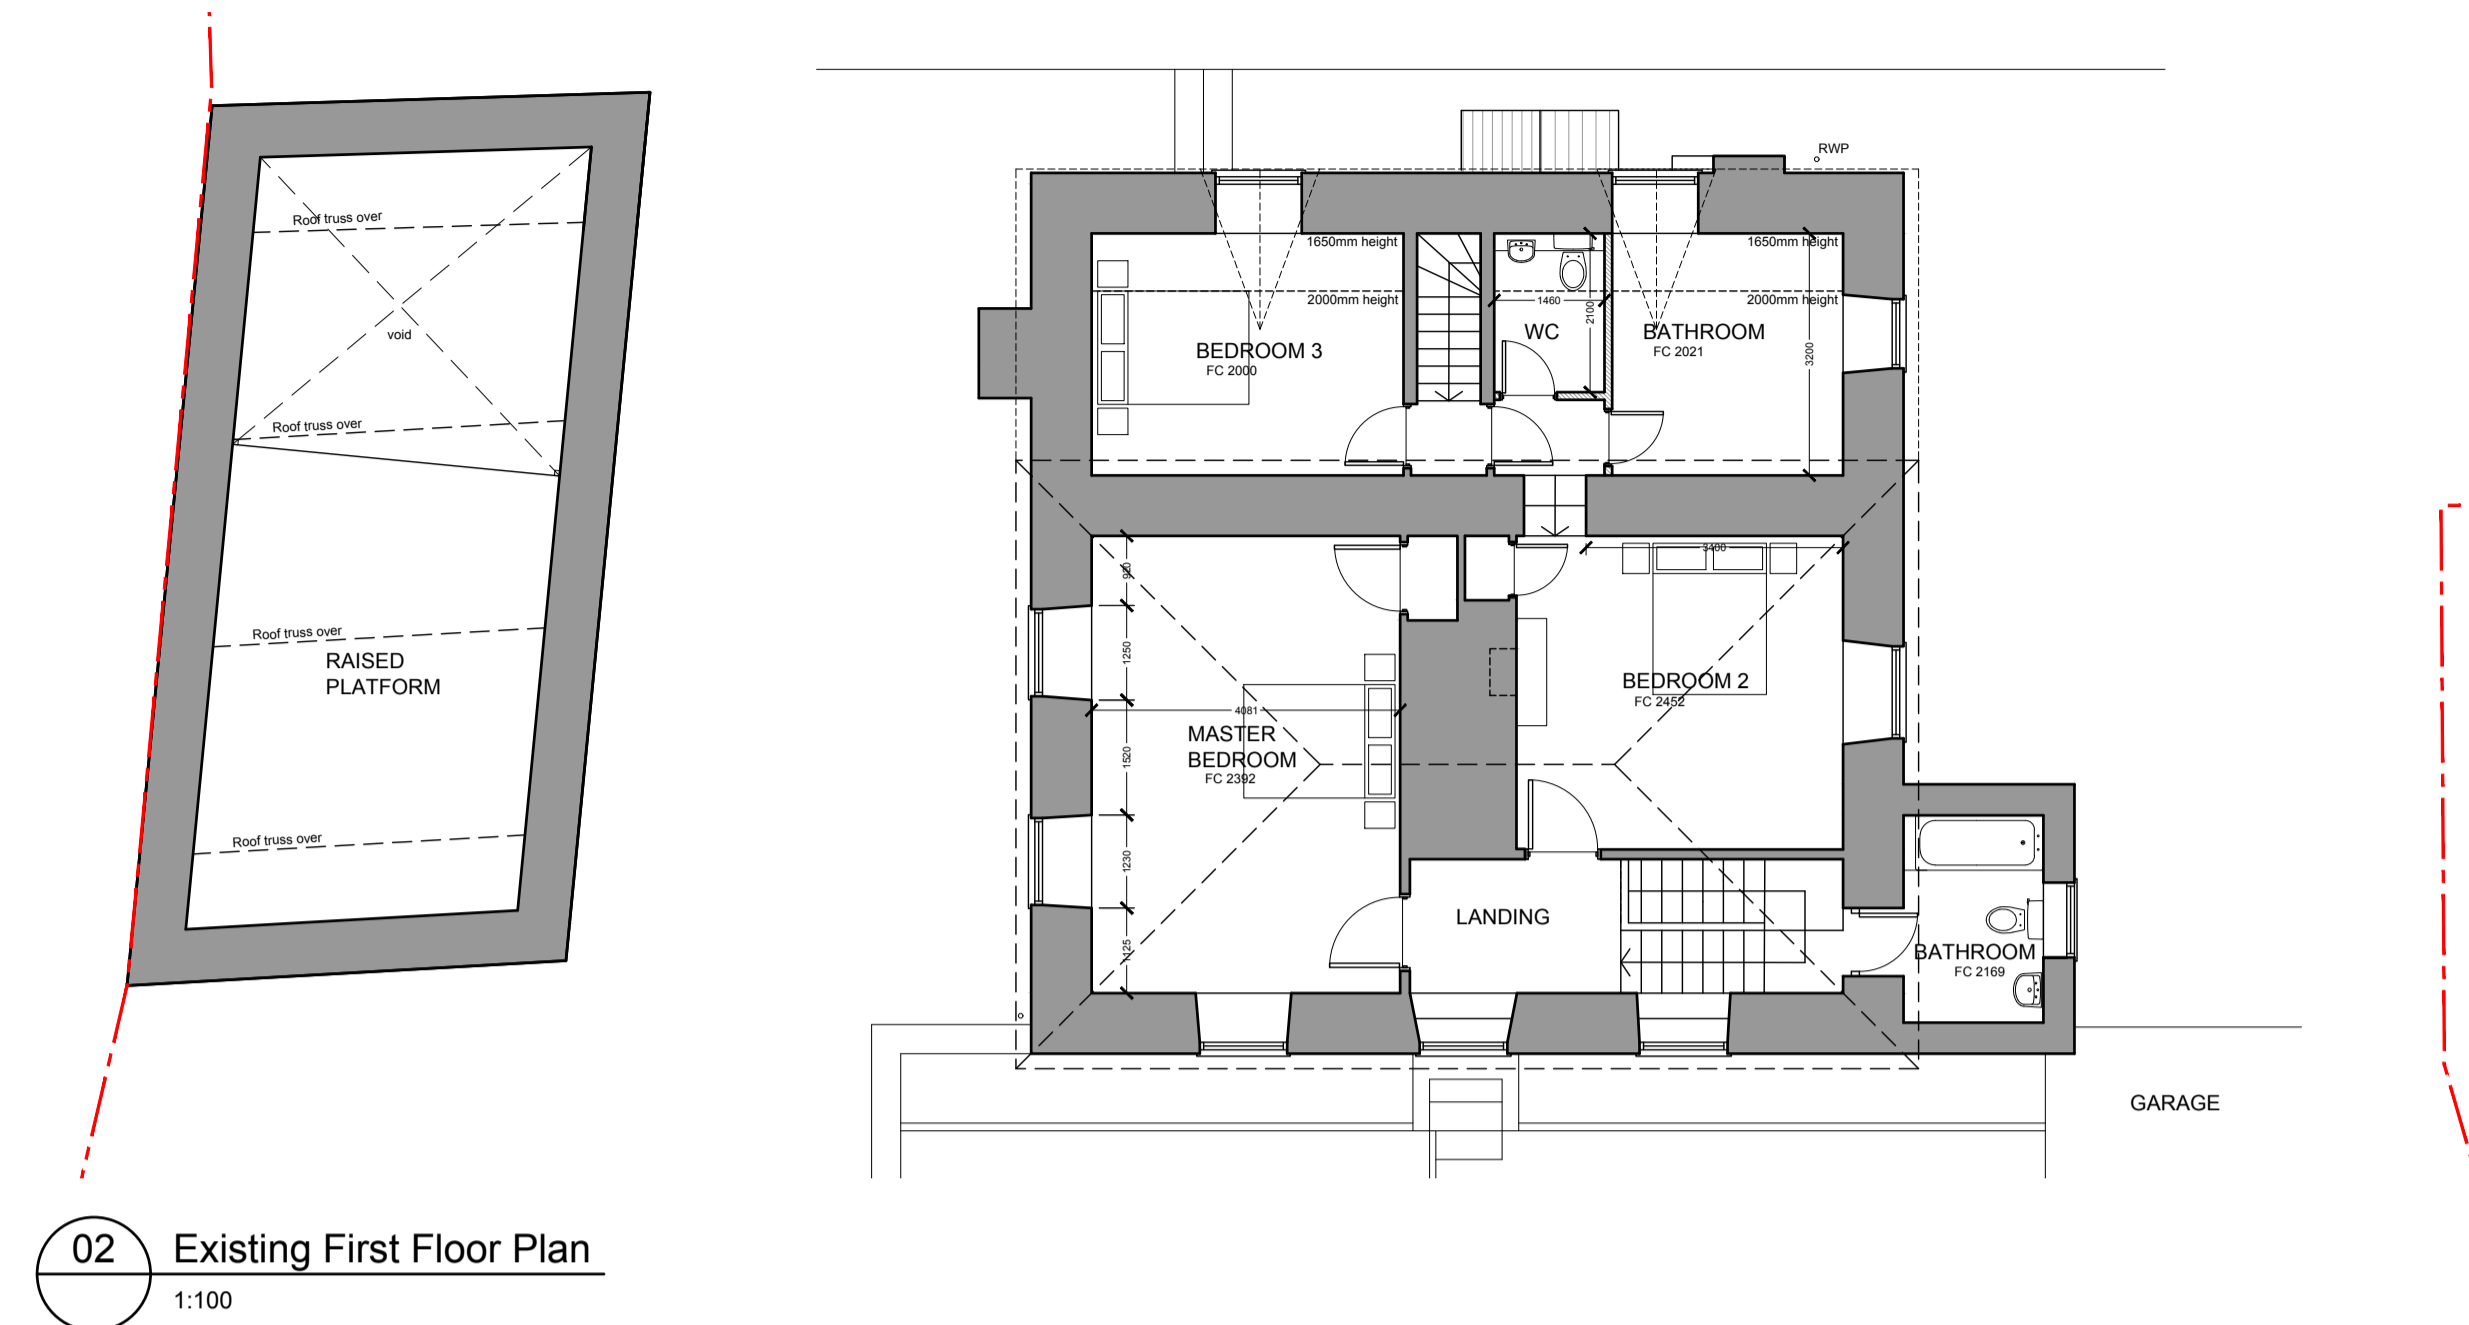 RWP
Roof truss over
1650mm height
1650mm height
2000mm height
2000mm height
1460
2100
void
WC
BATHROOM
FC 2021
BEDROOM 3
FC 2000
3200
Roof truss over
920
3400
Roof truss over
RAISED
PLATFORM
1250
BEDROOM 2
FC 2452
4081
MASTER
BEDROOM
FC 2392
1520
Roof truss over
1230
LANDING
1125
BATHROOM
FC 2169
GARAGE
02
Existing First Floor Plan
1:100